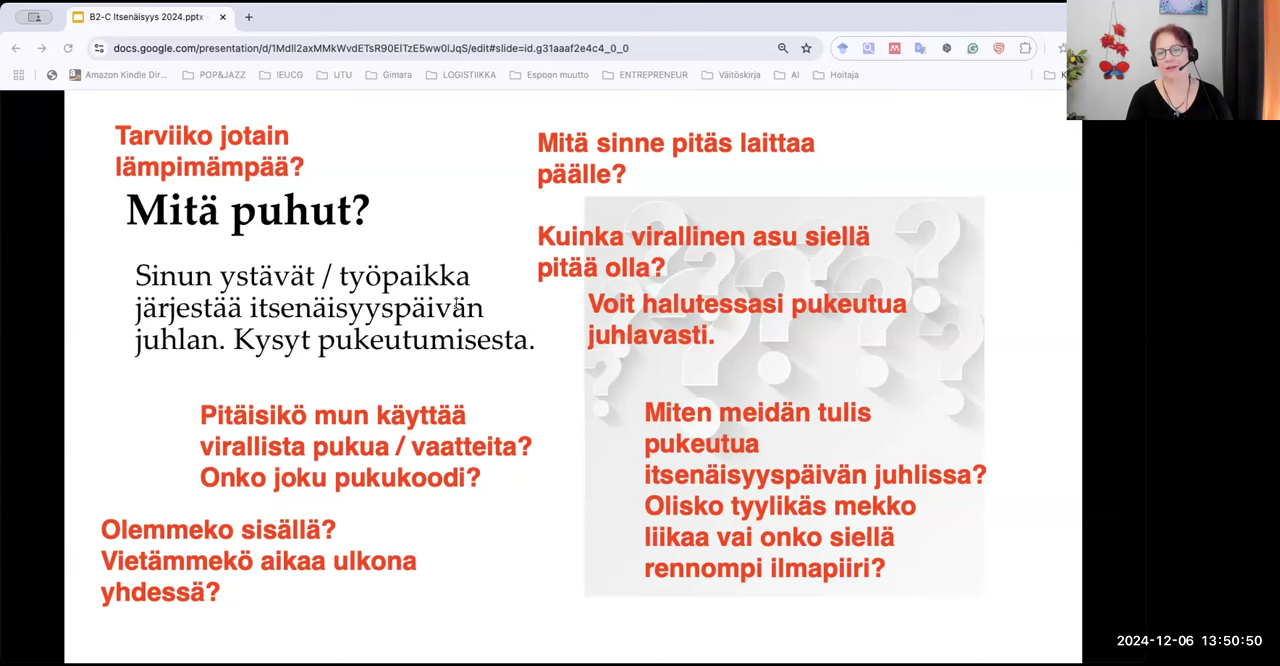 B2-C Itsenäisyys 2024.pptx
docs.google.com/presentation/d/1MdlI2axMMkWvdETsR90ElTzE5ww0lJqS/edit#slide=id.g31aaaf2e4c4_0_0
Amazon Kindle Dir... POP&JAZZ IEUCG UTU Gimara LOGISTIIKKA Espoon muutto ENTREPRENEUR Väitöskirja AI Hoitaja
Tarviiko jotain
lämpimämpää?
Mitä puhut?
Sinun ystävät / työpaikka
järjestää itsenäisyyspäivän
juhlan. Kysyt pukeutumisesta.
Pitäisikö mun käyttää
virallista pukua / vaatteita?
Onko joku pukukoodi?
Olemmeko sisällä?
Vietämmekö aikaa ulkona
yhdessä?
Mitä sinne pitäs laittaa
päälle?
Kuinka virallinen asu siellä
pitää olla?
Voit halutessasi pukeutua
juhlavasti.
Miten meidän tulis
pukeutua
itsenäisyyspäivän juhlissa?
Olisko tyylikäs mekko
liikaa vai onko siellä
rennompi ilmapiiri?
2024-12-06 13:50:50